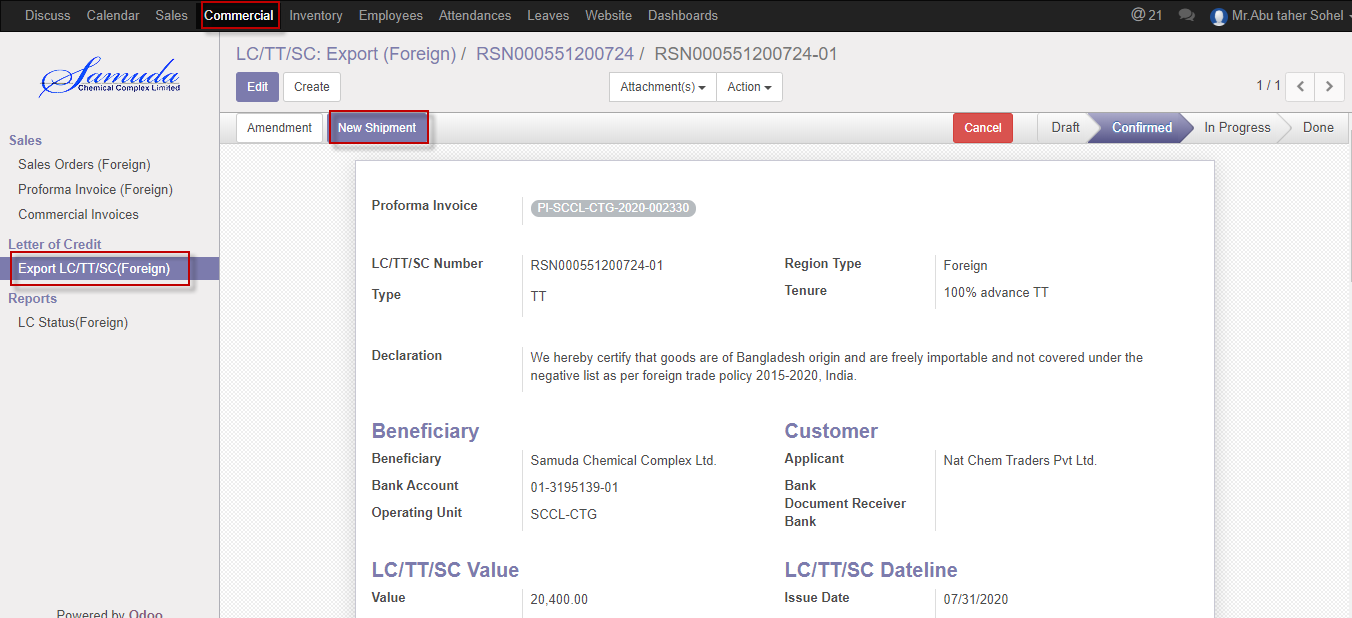 Discuss Calendar Sales Commercial Inventory Employees Attendances Leaves Website Dashboards @ 21 Mr.Abu taher Sohel
Samuda
Chemical Complex Limited
LC/TT/SC: Export (Foreign) / RSN000551200724 / RSN000551200724-01
Edit Create Attachment(s) Action 1 / 1
Amendment New Shipment Cancel Draft Confirmed In Progress Done
Sales
Sales Orders (Foreign)
Proforma Invoice (Foreign)
Commercial Invoices
Letter of Credit
Export LC/TT/SC(Foreign)
Reports
LC Status(Foreign)
Powered by Odoo
Proforma Invoice PI-SCCL-CTG-2020-002330
LC/TT/SC Number RSN000551200724-01 Region Type Foreign
Type TT Tenure 100% advance TT
Declaration We hereby certify that goods are of Bangladesh origin and are freely importable and not covered under the
negative list as per foreign trade policy 2015-2020, India.
Beneficiary Customer
Beneficiary Samuda Chemical Complex Ltd. Applicant Nat Chem Traders Pvt Ltd.
Bank Account 01-3195139-01 Bank
Document Receiver
Operating Unit SCCL-CTG Bank
LC/TT/SC Value LC/TT/SC Dateline
Value 20,400.00 Issue Date 07/31/2020